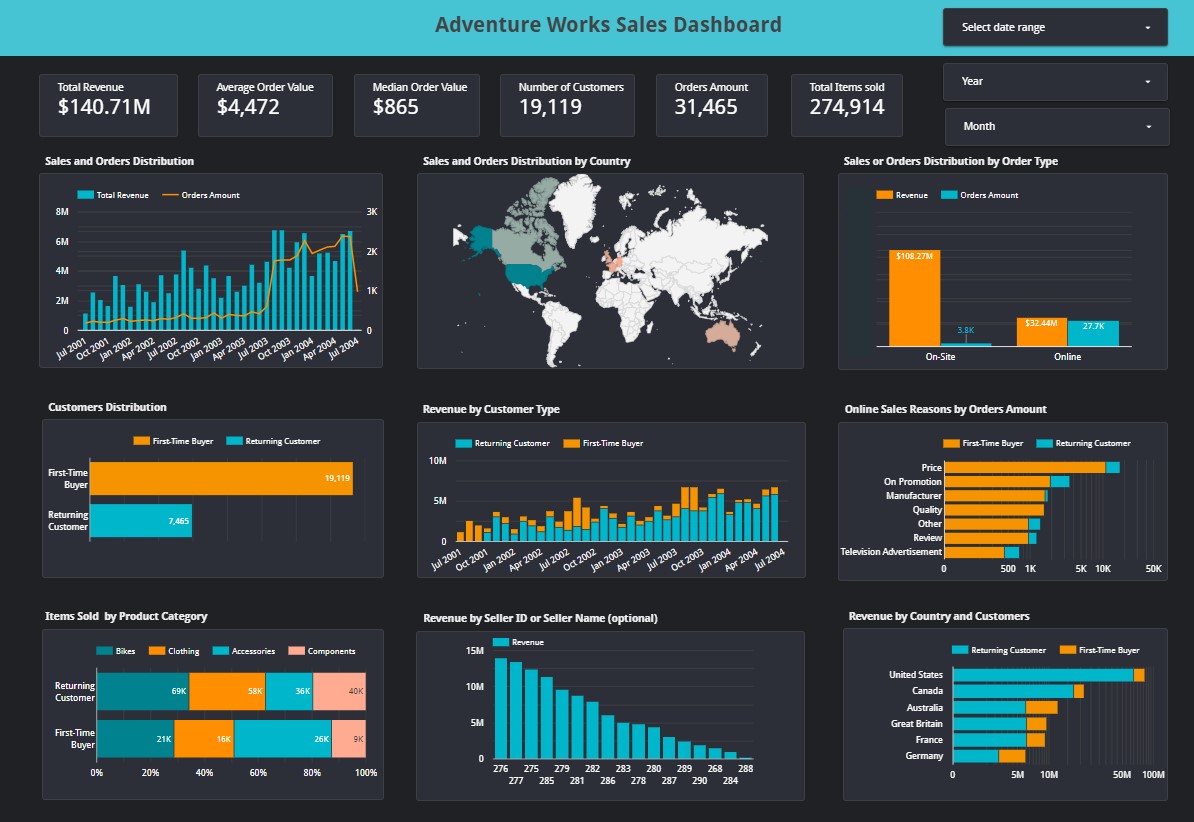 Adventure Works Sales Dashboard
Select date range
Year
Month
Total Revenue
$140.71M
Average Order Value
$4,472
Median Order Value
$865
Number of Customers
19,119
Orders Amount
31,465
Total Items sold
274,914
Sales and Orders Distribution
Total Revenue Orders Amount
8M 3K
6M 2K
4M
2M 1K
0 0
Jul 2001 Oct 2001 Jan 2002 Apr 2002 Jul 2002 Oct 2002 Jan 2003 Apr 2003 Jul 2003 Oct 2003 Jan 2004 Apr 2004 Jul 2004
Sales and Orders Distribution by Country
Sales or Orders Distribution by Order Type
Revenue Orders Amount
$108.27M
3.8K
$32.44M
27.7K
On-Site Online
Customers Distribution
First-Time Buyer Returning Customer
First-Time
Buyer
19,119
Returning
Customer
7,465
Revenue by Customer Type
Returning Customer First-Time Buyer
10M
5M
0
Jul 2001 Oct 2001 Jan 2002 Apr 2002 Jul 2002 Oct 2002 Jan 2003 Apr 2003 Jul 2003 Oct 2003 Jan 2004 Apr 2004 Jul 2004
Online Sales Reasons by Orders Amount
First-Time Buyer Returning Customer
Price
On Promotion
Manufacturer
Quality
Other
Review
Television Advertisement
0 500 1K 5K 10K 50K
Items Sold by Product Category
Bikes Clothing Accessories Components
Returning
Customer
69K 58K 36K 40K
First-Time
Buyer
21K 16K 26K 9K
0% 20% 40% 60% 80% 100%
Revenue by Seller ID or Seller Name (optional)
Revenue
15M
10M
5M
0
276 275 279 282 283 280 289 268 288
277 285 281 286 278 287 290 284
Revenue by Country and Customers
Returning Customer First-Time Buyer
United States
Canada
Australia
Great Britain
France
Germany
0 5M 10M 50M 100M